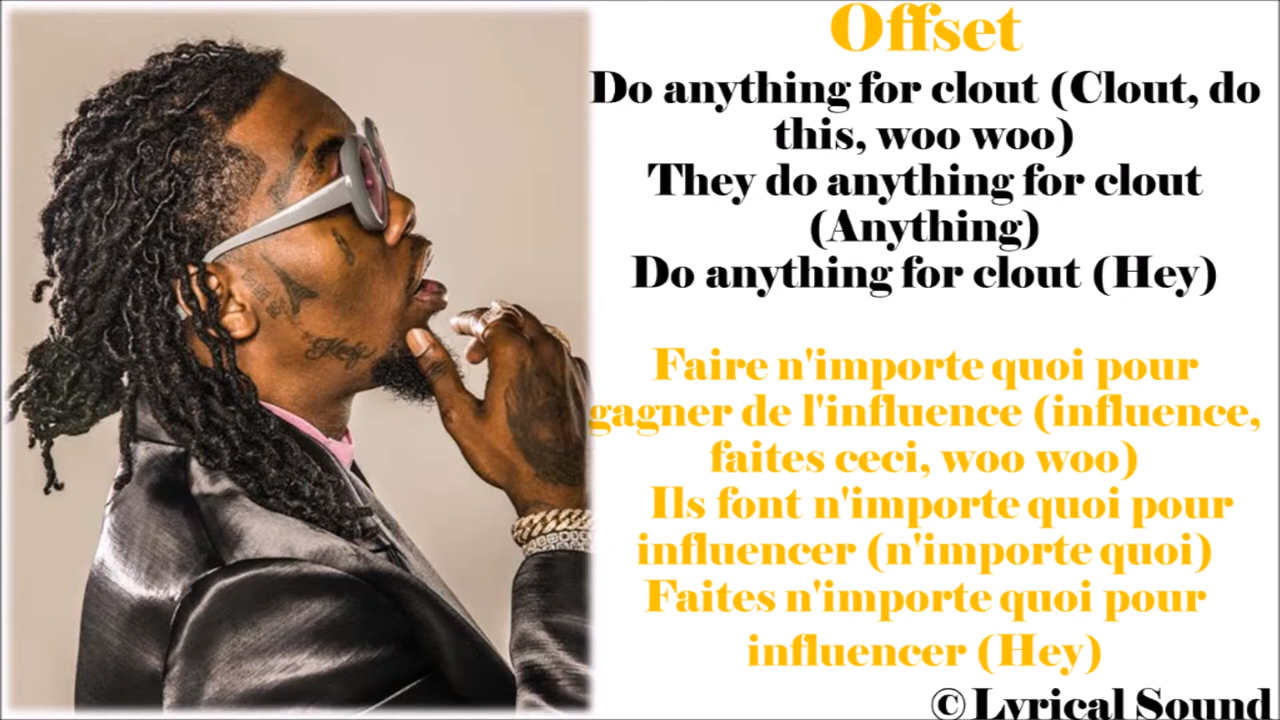 Offset
Do anything for clout (Clout, do
this, woo woo)
They do anything for clout
(Anything)
Do anything for clout (Hey)
Faire n'importe quoi pour
gagner de l'influence (influence,
faites ceci, woo woo)
Ils font n'importe quoi pour
influencer (n'importe quoi)
Faites n'importe quoi pour
influencer (Hey)
© Lyrical Sound